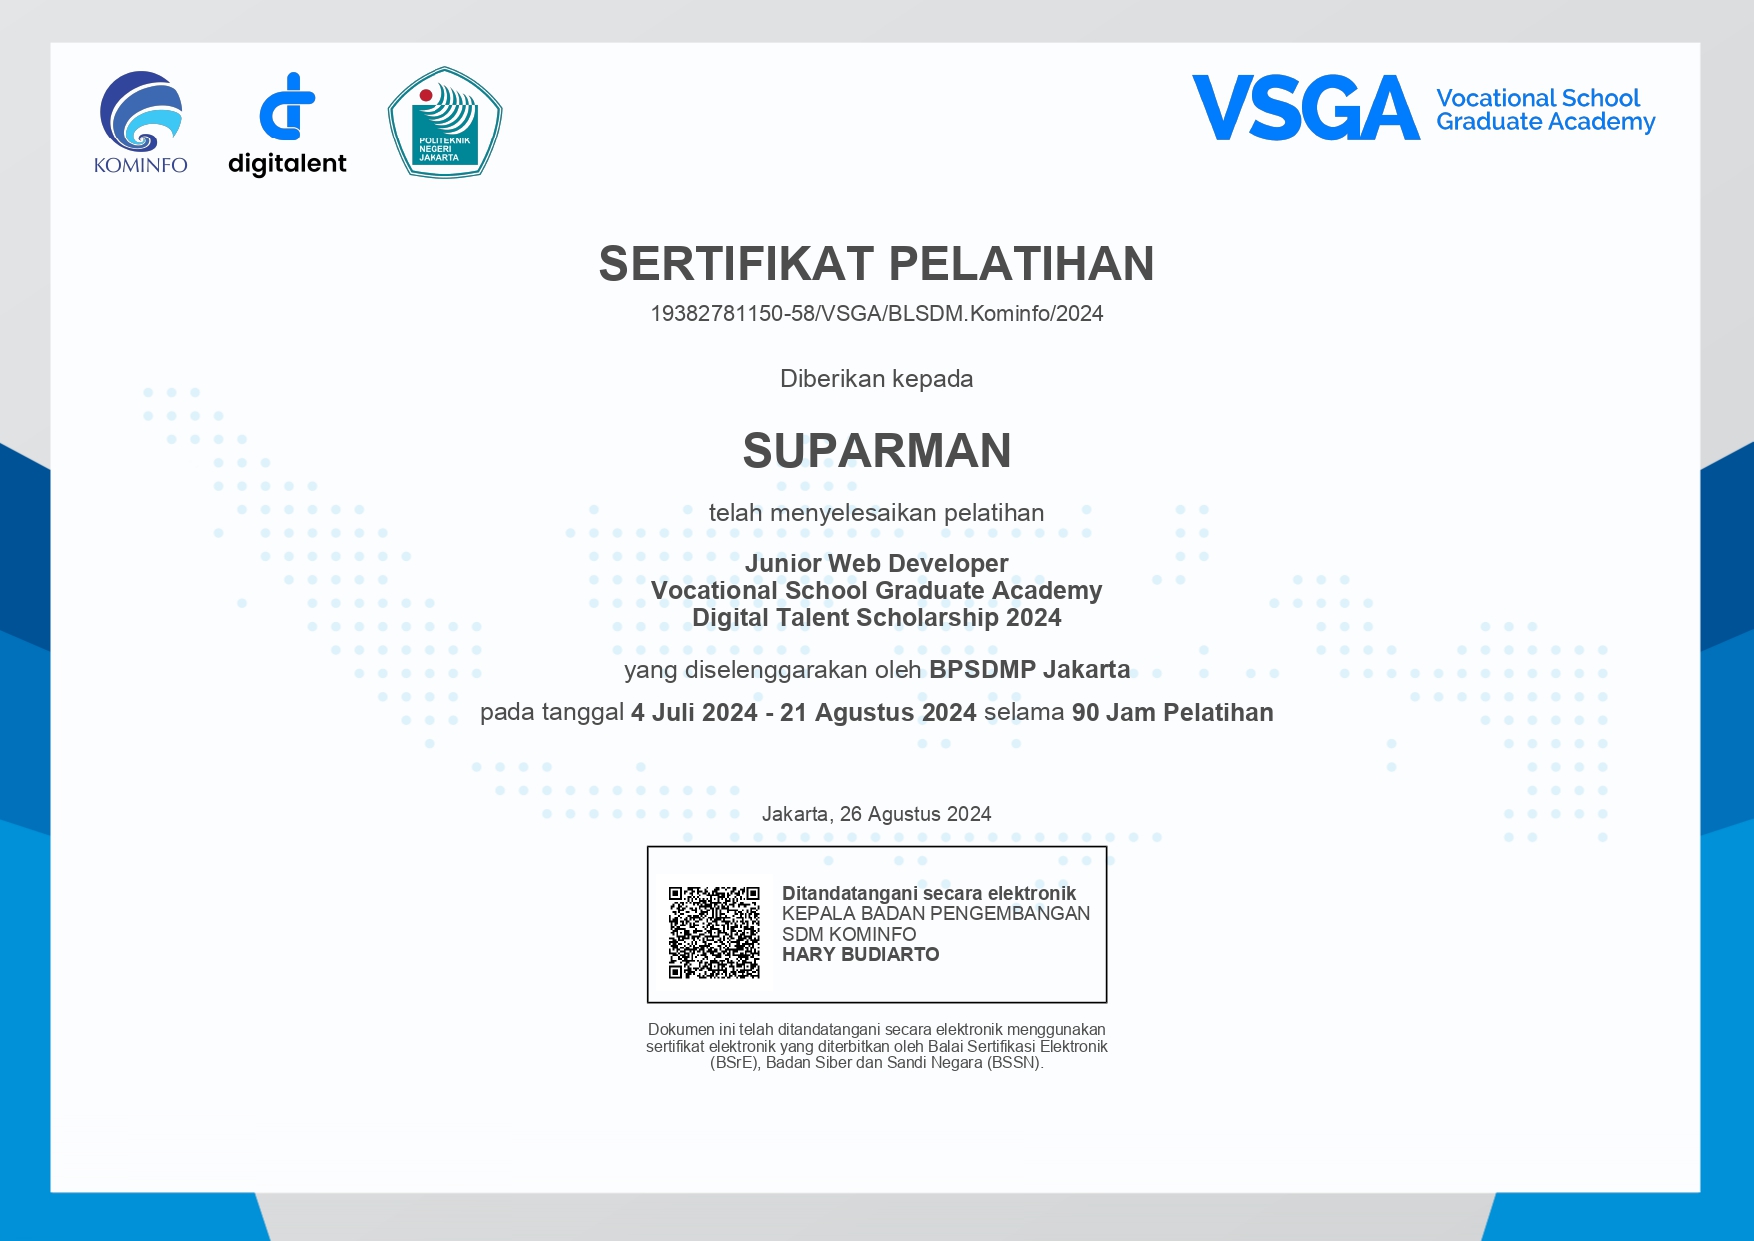 KOMINFO
digitalent
POLITEKNIK
NEGERI
JAKARTA
VSGA
Vocational School
Graduate Academy
SERTIFIKAT PELATIHAN
19382781150-58/VSGA/BLSDM.Kominfo/2024
Diberikan kepada
SUPARMAN
telah menyelesaikan pelatihan
Junior Web Developer
Vocational School Graduate Academy
Digital Talent Scholarship 2024
yang diselenggarakan oleh BPSDMP Jakarta
pada tanggal 4 Juli 2024 - 21 Agustus 2024 selama 90 Jam Pelatihan
Jakarta, 26 Agustus 2024
Ditandatangani secara elektronik
KEPALA BADAN PENGEMBANGAN
SDM KOMINFO
HARY BUDIARTO
Dokumen ini telah ditandatangani secara elektronik menggunakan
sertifikat elektronik yang diterbitkan oleh Balai Sertifikasi Elektronik
(BSrE), Badan Siber dan Sandi Negara (BSSN).